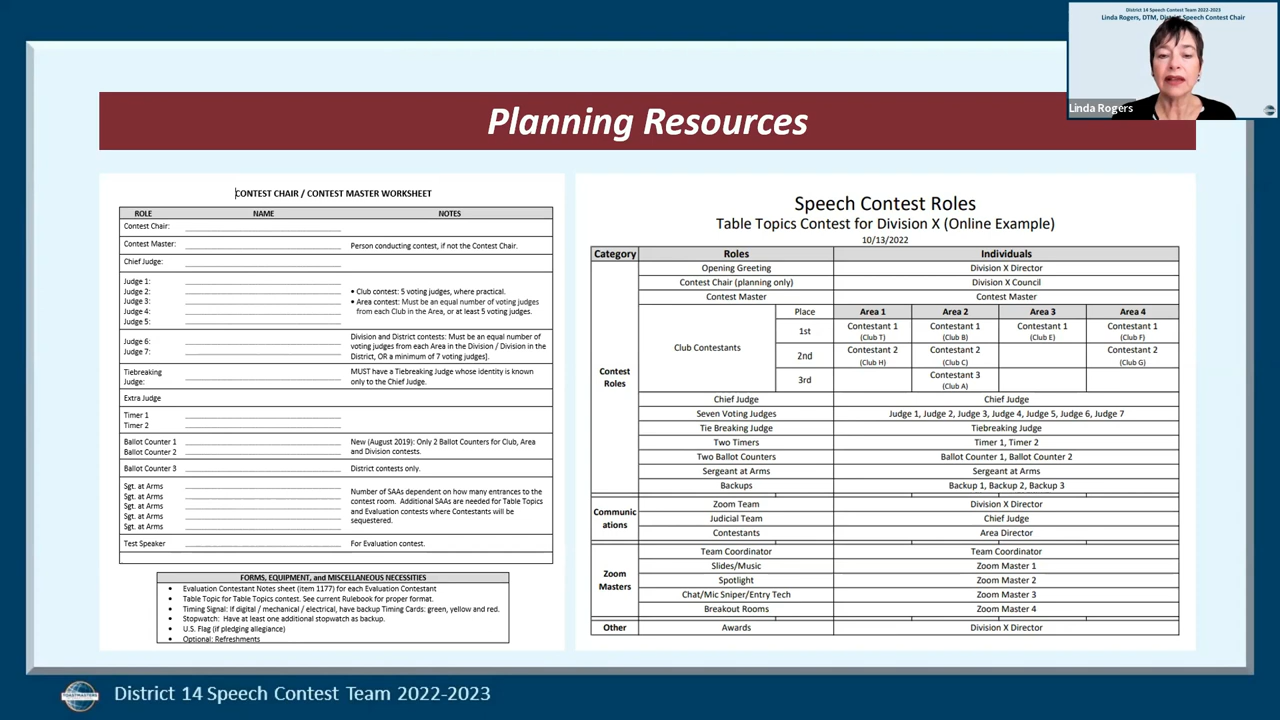 District 14 Speech Contest Team 2022-2023
Linda Rogers, DTM, District Speech Contest Chair
Linda Rogers
Planning Resources
CONTEST CHAIR / CONTEST MASTER WORKSHEET
ROLE NAME NOTES
Contest Chair:
Contest Master: Person conducting contest, if not the Contest Chair.
Chief Judge:
Judge 1:
Judge 2: • Club contest: 5 voting judges, where practical.
Judge 3: • Area contest: Must be an equal number of voting judges
Judge 4: from each Club in the Area, or at least 5 voting judges.
Judge 5:
Division and District contests: Must be an equal number of
Judge 6: voting judges from each Area in the Division / Division in the
Judge 7: District, OR a minimum of 7 voting judges].
Tiebreaking MUST have a Tiebreaking Judge whose identity is known
Judge: only to the Chief Judge.
Extra Judge
Timer 1
Timer 2
Ballot Counter 1 New (August 2019): Only 2 Ballot Counters for Club, Area
Ballot Counter 2 and Division contests.
Ballot Counter 3 District contests only.
Sgt. at Arms Number of SAAs dependent on how many entrances to the
Sgt. at Arms contest room. Additional SAAs are needed for Table Topics
Sgt. at Arms and Evaluation contests where Contestants will be
Sgt. at Arms sequestered.
Sgt. at Arms
Test Speaker For Evaluation contest.
FORMS, EQUIPMENT, and MISCELLANEOUS NECESSITIES
• Evaluation Contestant Notes sheet (item 1177) for each Evaluation Contestant
• Table Topic for Table Topics contest. See current Rulebook for proper format.
• Timing Signal: If digital / mechanical / electrical, have backup Timing Cards: green, yellow and red.
• Stopwatch: Have at least one additional stopwatch as backup.
• U.S. Flag (if pledging allegiance)
• Optional: Refreshments
Speech Contest Roles
Table Topics Contest for Division X (Online Example)
10/13/2022
Category Roles Individuals
Opening Greeting Division X Director
Contest Chair (planning only) Division X Council
Contest Master Contest Master
Place Area 1 Area 2 Area 3 Area 4
1st Contestant 1 Contestant 1 Contestant 1 Contestant 1
(Club T) (Club B) (Club E) (Club F)
Club Contestants
2nd Contestant 2 Contestant 2 Contestant 2
(Club H) (Club C) (Club G)
Contest Roles
3rd Contestant 3
(Club A)
Chief Judge Chief Judge
Seven Voting Judges Judge 1, Judge 2, Judge 3, Judge 4, Judge 5, Judge 6, Judge 7
Tie Breaking Judge Tiebreaking Judge
Two Timers Timer 1, Timer 2
Two Ballot Counters Ballot Counter 1, Ballot Counter 2
Sergeant at Arms Sergeant at Arms
Backups Backup 1, Backup 2, Backup 3
Zoom Team Division X Director
Communic
ations
Judicial Team Chief Judge
Contestants Area Director
Team Coordinator Team Coordinator
Slides/Music Zoom Master 1
Zoom
Masters
Spotlight Zoom Master 2
Chat/Mic Sniper/Entry Tech Zoom Master 3
Breakout Rooms Zoom Master 4
Other Awards Division X Director
TOASTMASTERS
District 14 Speech Contest Team 2022-2023